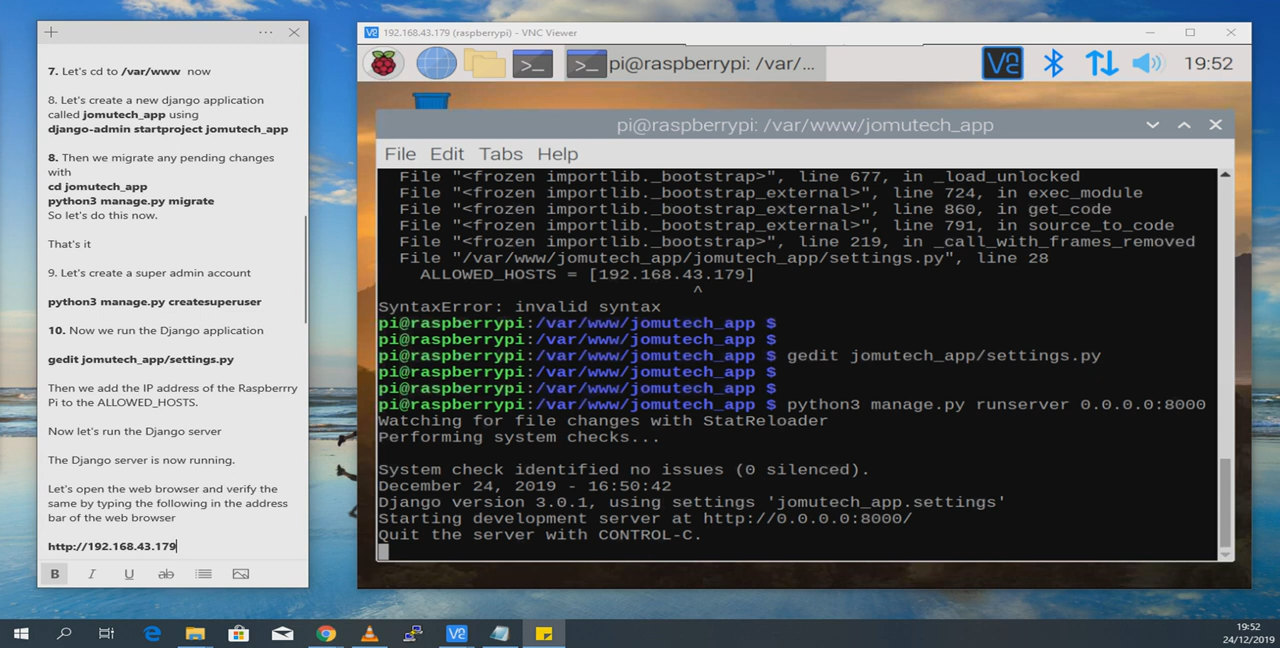 7. Let's cd to /var/www now
8. Let's create a new django application
called jomutech_app using
django-admin startproject jomutech_app
8. Then we migrate any pending changes
with
cd jomutech_app
python3 manage.py migrate
So let's do this now.
That's it
9. Let's create a super admin account
python3 manage.py createsuperuser
10. Now we run the Django application
gedit jomutech_app/settings.py
Then we add the IP address of the Raspberrry
Pi to the ALLOWED_HOSTS.
Now let's run the Django server
The Django server is now running.
Let's open the web browser and verify the
same by typing the following in the address
bar of the web browser
http://192.168.43.179
B I U ab
192.168.43.179 (raspberrypi) - VNC Viewer
pi@raspberrypi: /var/...
19:52
pi@raspberrypi: /var/www/jomutech_app
File Edit Tabs Help
File "<frozen importlib._bootstrap>", line 677, in _load_unlocked
File "<frozen importlib._bootstrap_external>", line 724, in exec_module
File "<frozen importlib._bootstrap_external>", line 860, in get_code
File "<frozen importlib._bootstrap_external>", line 791, in source_to_code
File "<frozen importlib._bootstrap>", line 219, in _call_with_frames_removed
File "/var/www/jomutech_app/jomutech_app/settings.py", line 28
ALLOWED_HOSTS = [192.168.43.179]
^
SyntaxError: invalid syntax
pi@raspberrypi:/var/www/jomutech_app $
pi@raspberrypi:/var/www/jomutech_app $
pi@raspberrypi:/var/www/jomutech_app $ gedit jomutech_app/settings.py
pi@raspberrypi:/var/www/jomutech_app $
pi@raspberrypi:/var/www/jomutech_app $
pi@raspberrypi:/var/www/jomutech_app $ python3 manage.py runserver 0.0.0.0:8000
Watching for file changes with StatReloader
Performing system checks...
System check identified no issues (0 silenced).
December 24, 2019 - 16:50:42
Django version 3.0.1, using settings 'jomutech_app.settings'
Starting development server at http://0.0.0.0:8000/
Quit the server with CONTROL-C.
19:52
24/12/2019